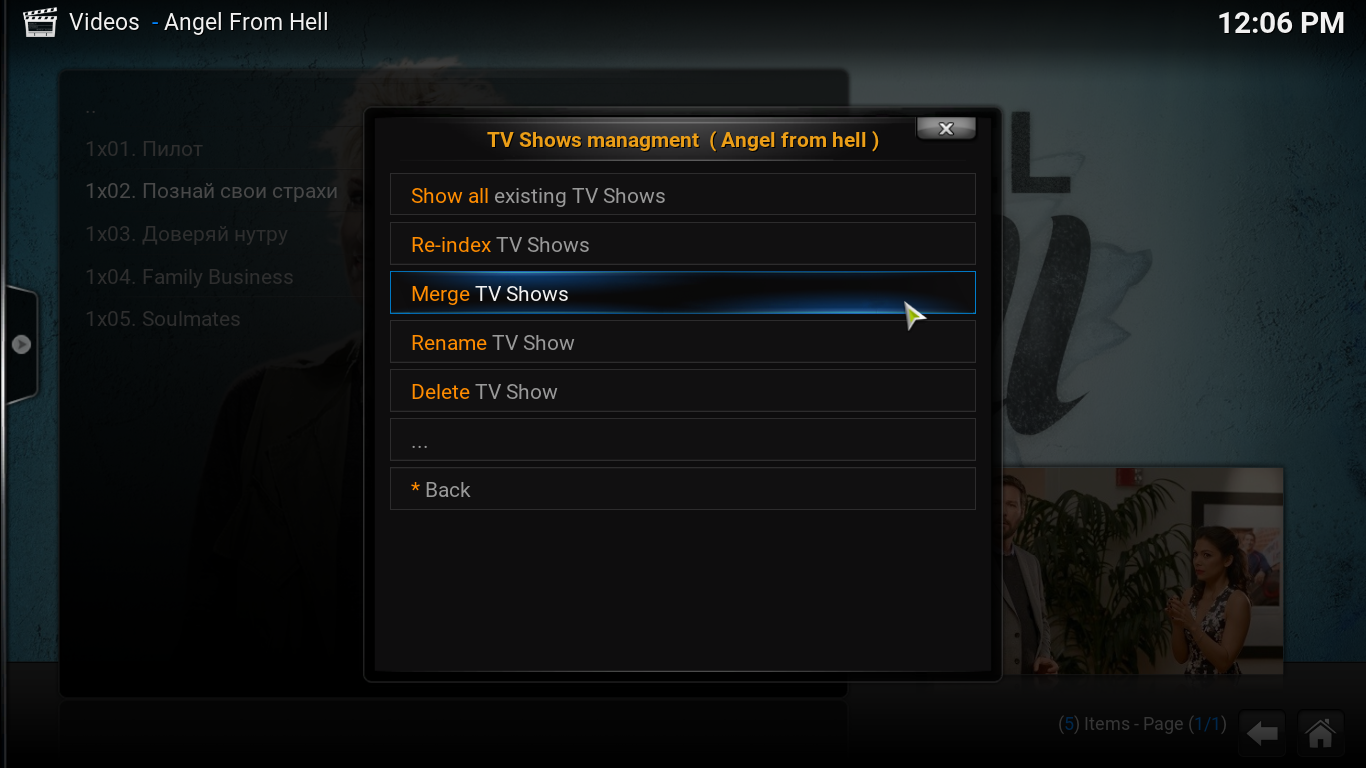 Videos - Angel From Hell
12:06 PM
..
1x01. Пилот
1x02. Познай свои страхи
1x03. Доверяй нутру
1x04. Family Business
1x05. Soulmates
TV Shows managment ( Angel from hell )
Show all existing TV Shows
Re-index TV Shows
Merge TV Shows
Rename TV Show
Delete TV Show
...
* Back
L
(5) Items - Page (1/1)